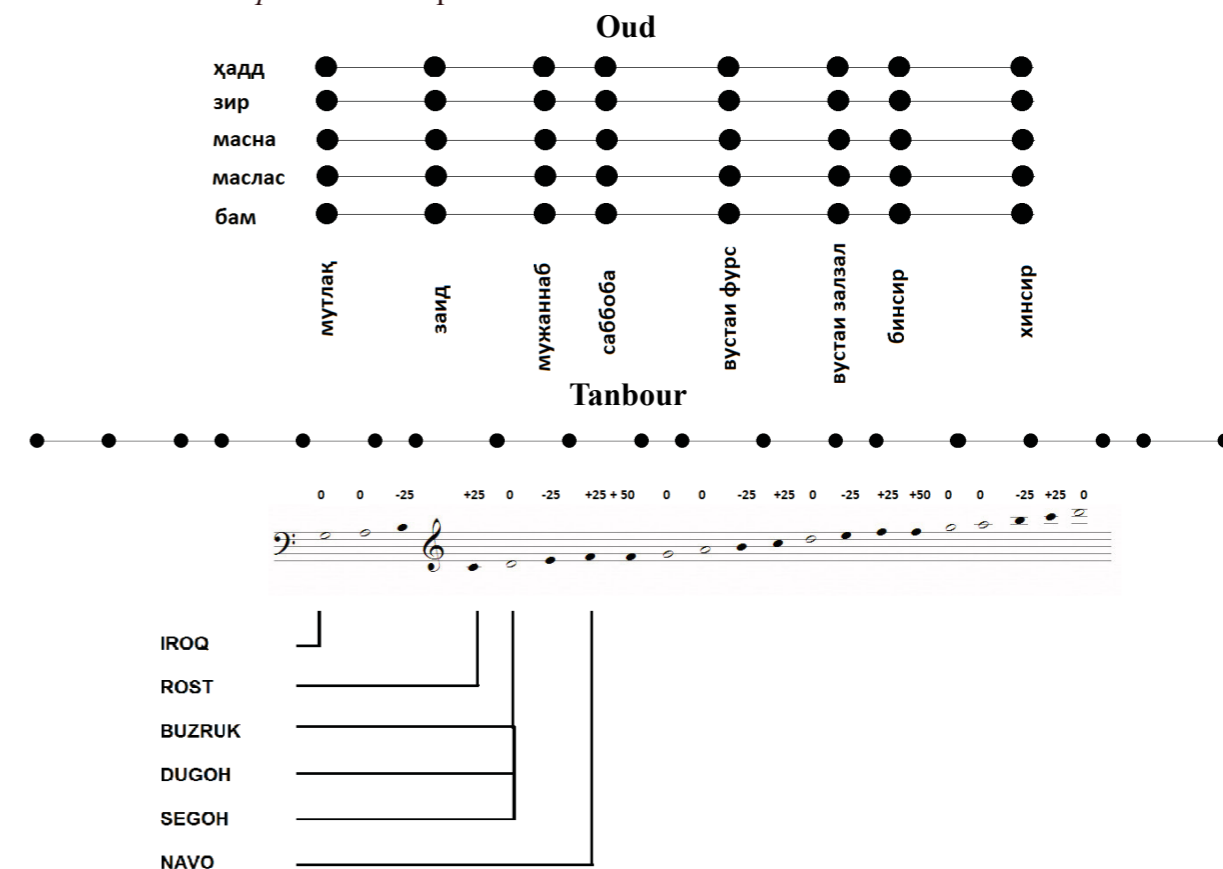 Oud
ҳадд
зир
масна
маслас
бам
мутлақ
заид
мужаннаб
саббоба
вустаи фурс
вустаи залзал
бинсир
хинсир
Tanbour
0 0 -25 +25 0 -25 +25 + 50 0 0 -25 +25 0 -25 +25 +50 0 0 -25 +25 0
IROQ
ROST
BUZRUK
DUGOH
SEGOH
NAVO